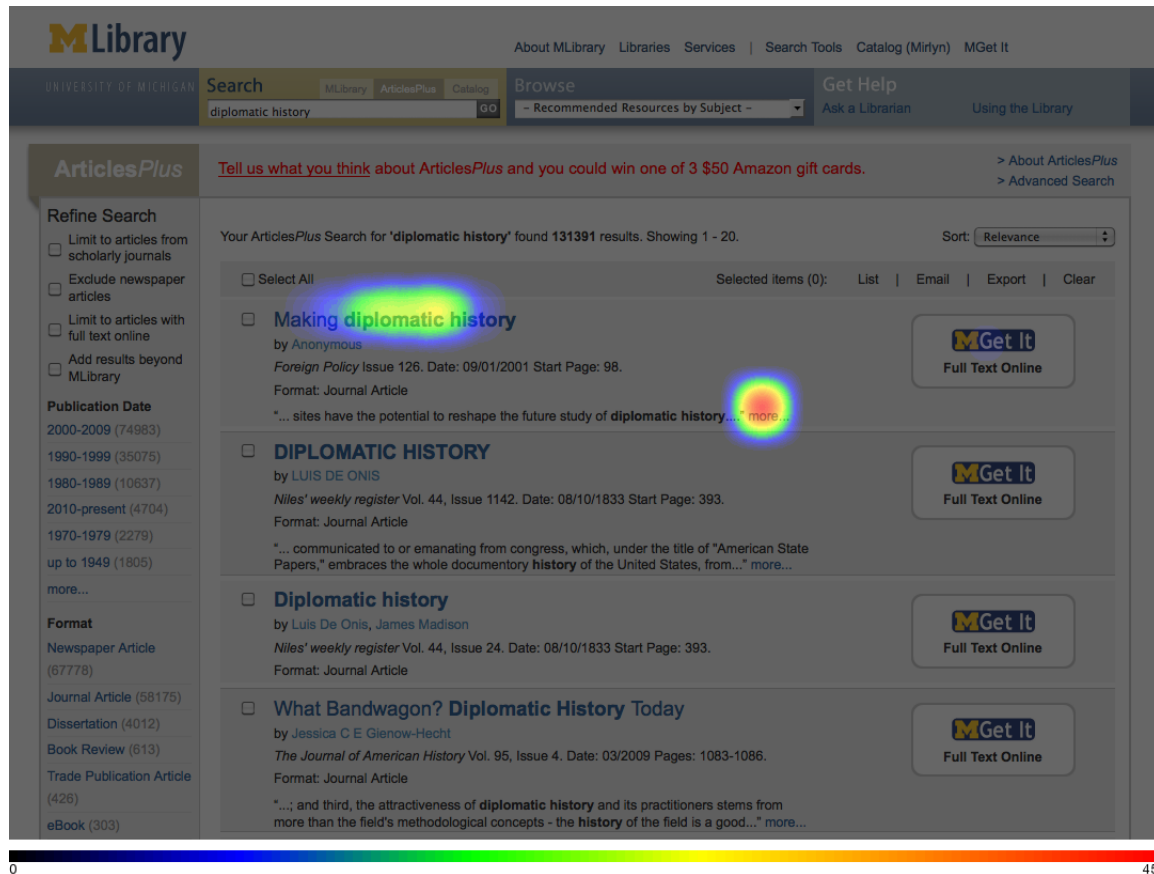 MLibrary
About MLibrary Libraries Services | Search Tools Catalog (Mirlyn) MGet It
UNIVERSITY OF MICHIGAN
Search MLibrary ArticlesPlus Catalog
diplomatic history GO
Browse
– Recommended Resources by Subject –
Get Help
Ask a Librarian Using the Library
ArticlesPlus
Tell us what you think about ArticlesPlus and you could win one of 3 $50 Amazon gift cards.
> About ArticlesPlus
> Advanced Search
Refine Search
Limit to articles from
scholarly journals
Exclude newspaper
articles
Limit to articles with
full text online
Add results beyond
MLibrary
Publication Date
2000-2009 (74983)
1990-1999 (35075)
1980-1989 (10637)
2010-present (4704)
1970-1979 (2279)
up to 1949 (1805)
more...
Format
Newspaper Article
(67778)
Journal Article (58175)
Dissertation (4012)
Book Review (613)
Trade Publication Article
(426)
eBook (303)
Your ArticlesPlus Search for 'diplomatic history' found 131391 results. Showing 1 - 20.
Sort: Relevance
Select All
Selected items (0): List | Email | Export | Clear
Making diplomatic history
by Anonymous
Foreign Policy Issue 126. Date: 09/01/2001 Start Page: 98.
Format: Journal Article
"... sites have the potential to reshape the future study of diplomatic history...." more...
MGet It
Full Text Online
DIPLOMATIC HISTORY
by LUIS DE ONIS
Niles' weekly register Vol. 44, Issue 1142. Date: 08/10/1833 Start Page: 393.
Format: Journal Article
"... communicated to or emanating from congress, which, under the title of "American State
Papers," embraces the whole documentory history of the United States, from..." more...
MGet It
Full Text Online
Diplomatic history
by Luis De Onis, James Madison
Niles' weekly register Vol. 44, Issue 24. Date: 08/10/1833 Start Page: 393.
Format: Journal Article
MGet It
Full Text Online
What Bandwagon? Diplomatic History Today
by Jessica C E Gienow-Hecht
The Journal of American History Vol. 95, Issue 4. Date: 03/2009 Pages: 1083-1086.
Format: Journal Article
"...; and third, the attractiveness of diplomatic history and its practitioners stems from
more than the field's methodological concepts - the history of the field is a good..." more...
MGet It
Full Text Online
0 45